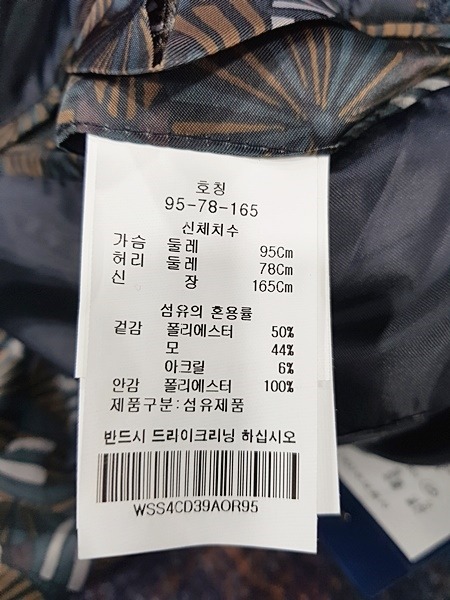 호칭
95-78-165
신체치수
가슴 둘레 95Cm
허리 둘레 78Cm
신 장 165Cm
섬유의 혼용률
겉감 폴리에스터 50%
모 44%
아크릴 6%
안감 폴리에스터 100%
제품구분:섬유제품
반드시 드리이크리닝 하십시오
WSS4CD39AOR95